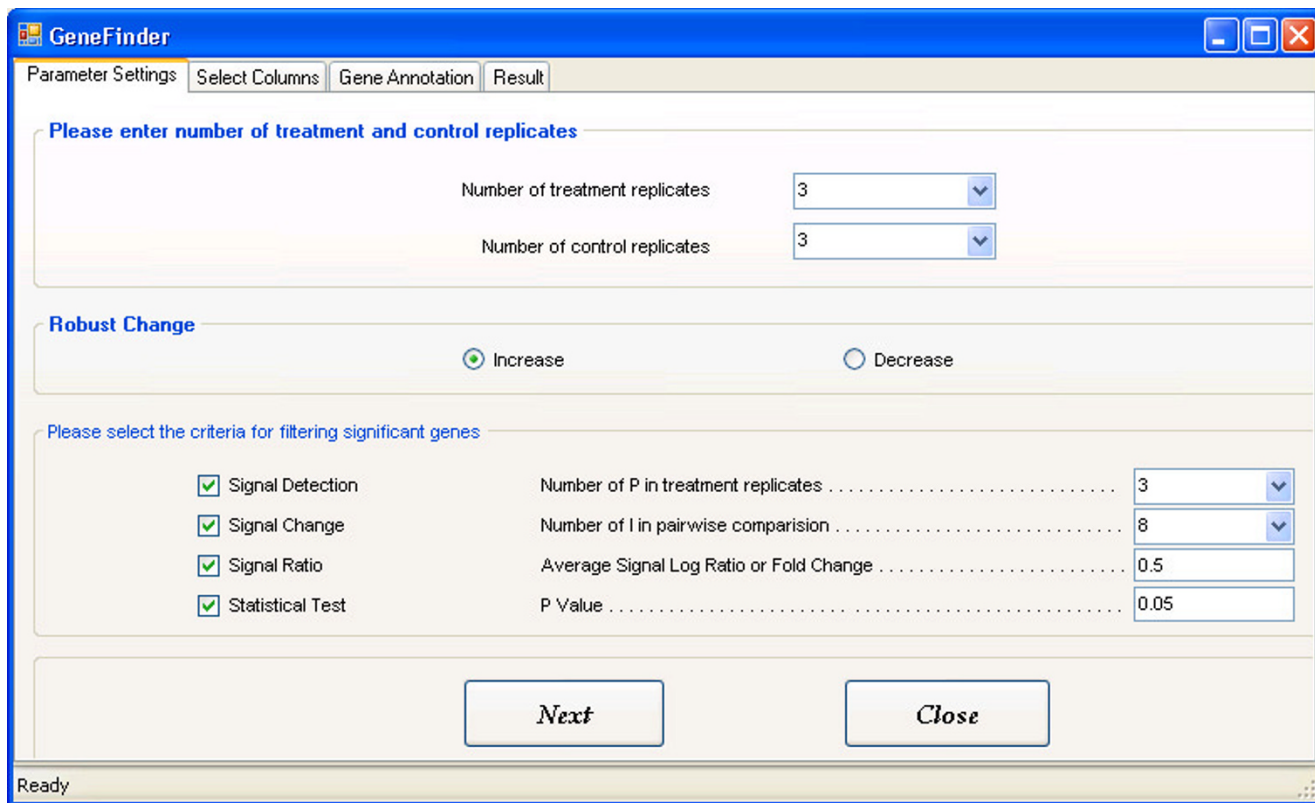 GeneFinder
Parameter Settings Select Columns Gene Annotation Result
Please enter number of treatment and control replicates
Number of treatment replicates 3
Number of control replicates 3
Robust Change
Increase Decrease
Please select the criteria for filtering significant genes
Signal Detection Number of P in treatment replicates ............................. 3
Signal Change Number of I in pairwise comparision ............................. 8
Signal Ratio Average Signal Log Ratio or Fold Change ......................... 0.5
Statistical Test P Value .................................................... 0.05
Next Close
Ready